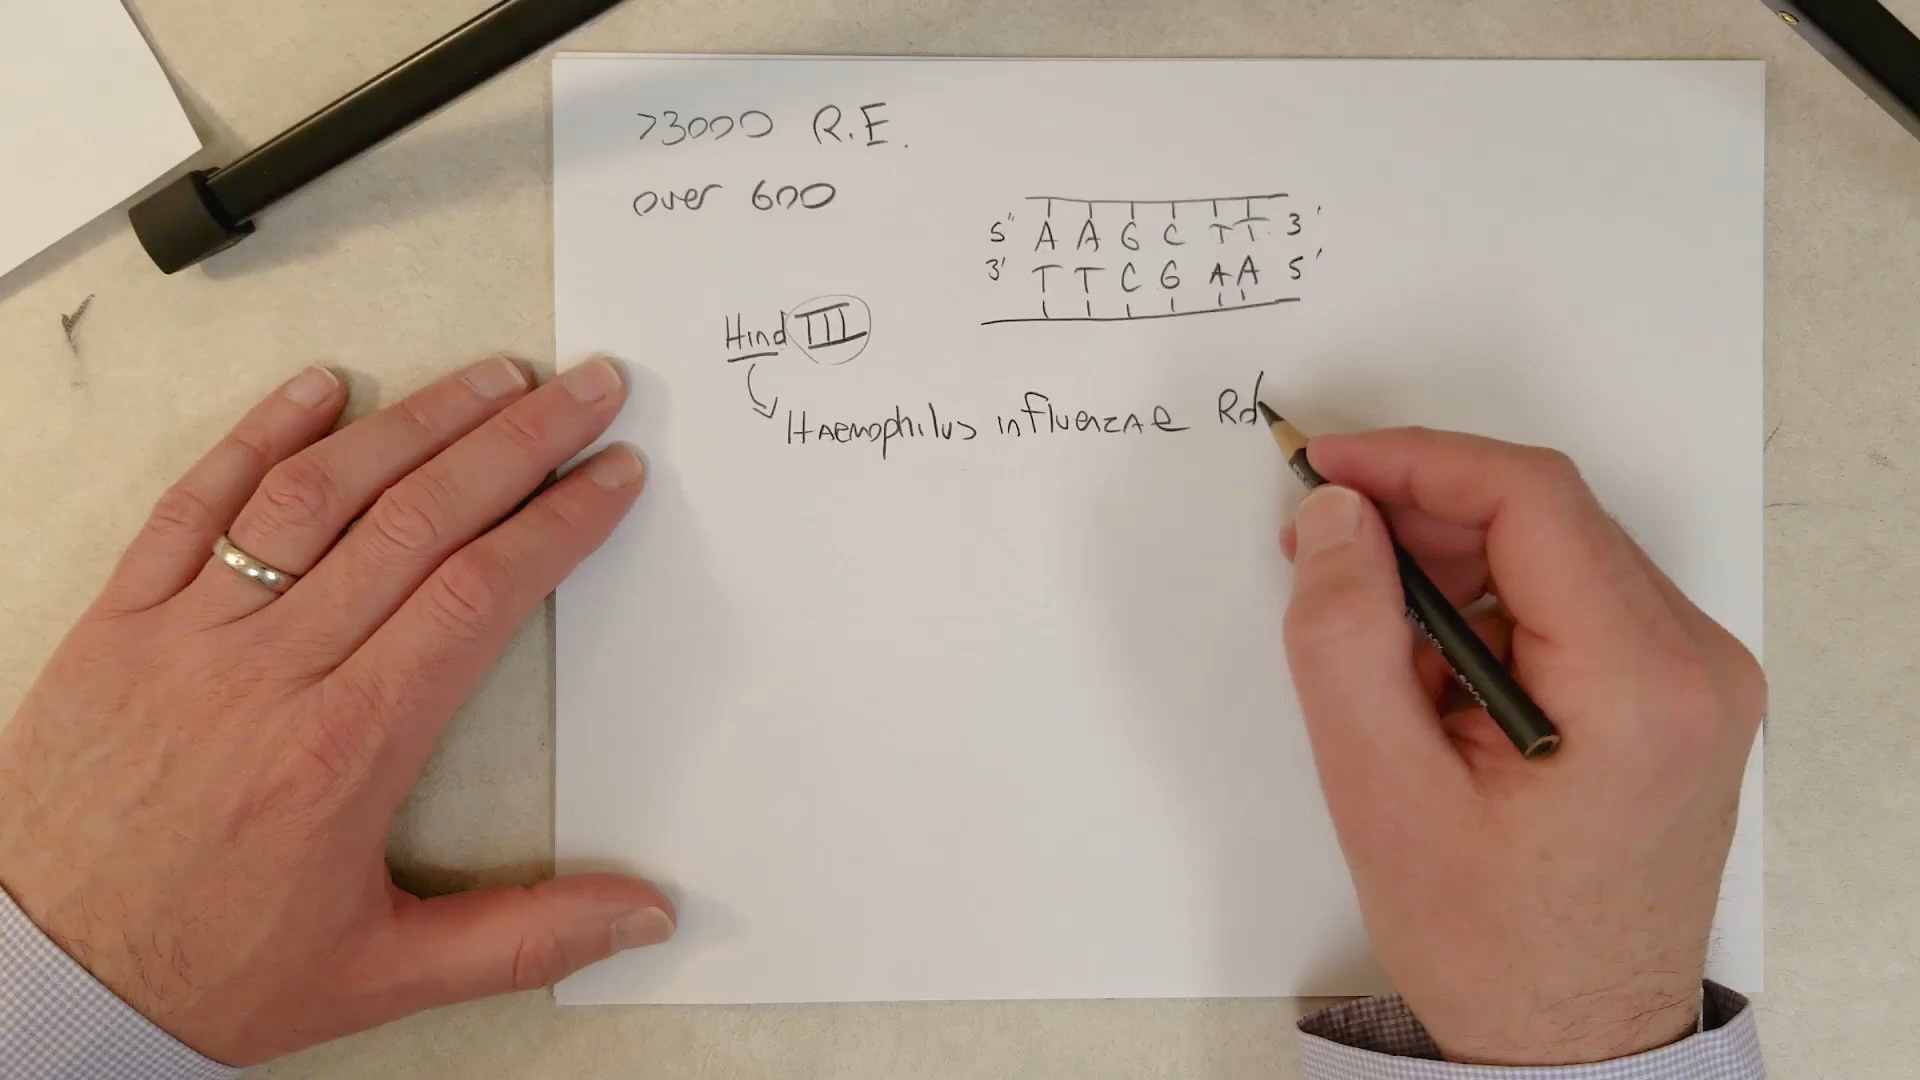 >3000 R.E.
over 600
5" A A G C T T 3'
3' T T C G A A 5'
Hind III
Haemophilus influenzae Rd